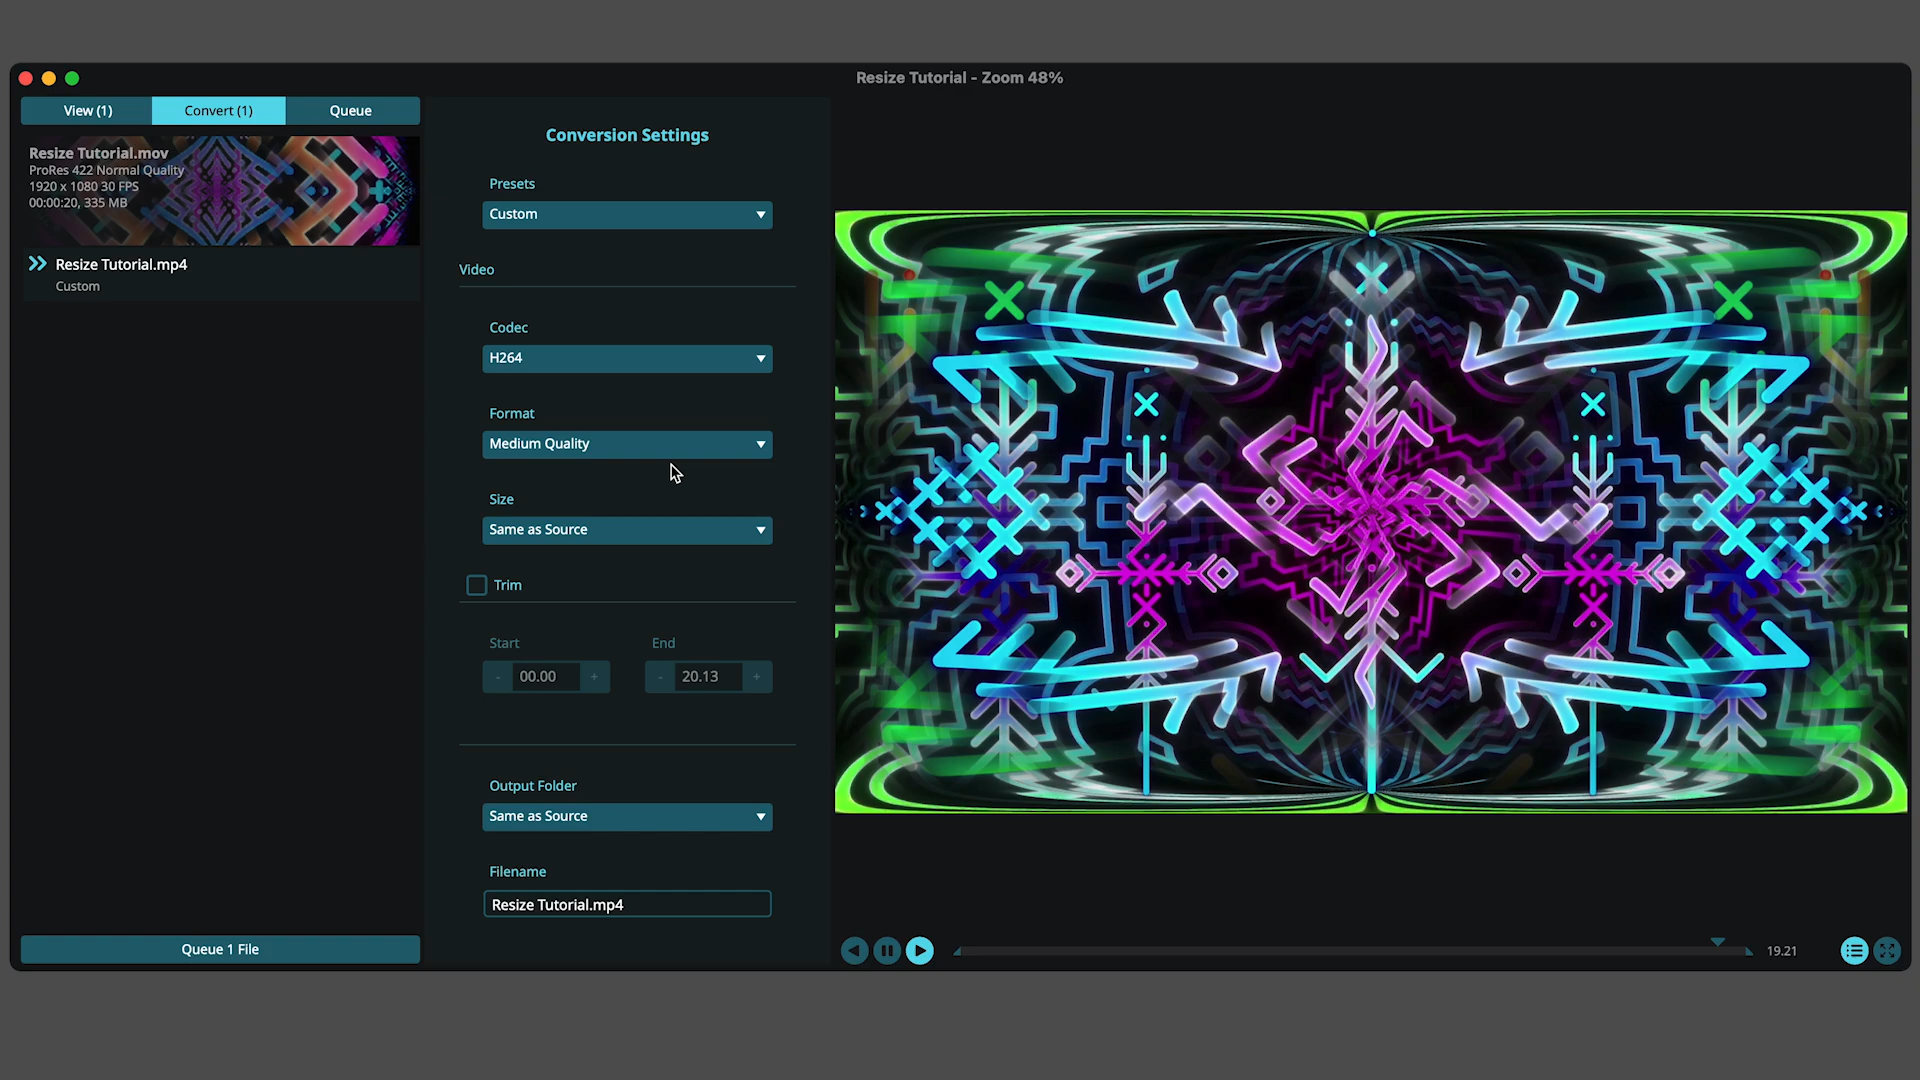 Resize Tutorial - Zoom 48%
View (1)
Convert (1)
Queue
Resize Tutorial.mov
ProRes 422 Normal Quality
1920 x 1080 30 FPS
00:00:20, 335 MB
Resize Tutorial.mp4
Custom
Queue 1 File
Conversion Settings
Presets
Custom
Video
Codec
H264
Format
Medium Quality
Size
Same as Source
Trim
Start
End
- 00.00 +
- 20.13 +
Output Folder
Same as Source
Filename
Resize Tutorial.mp4
19.21